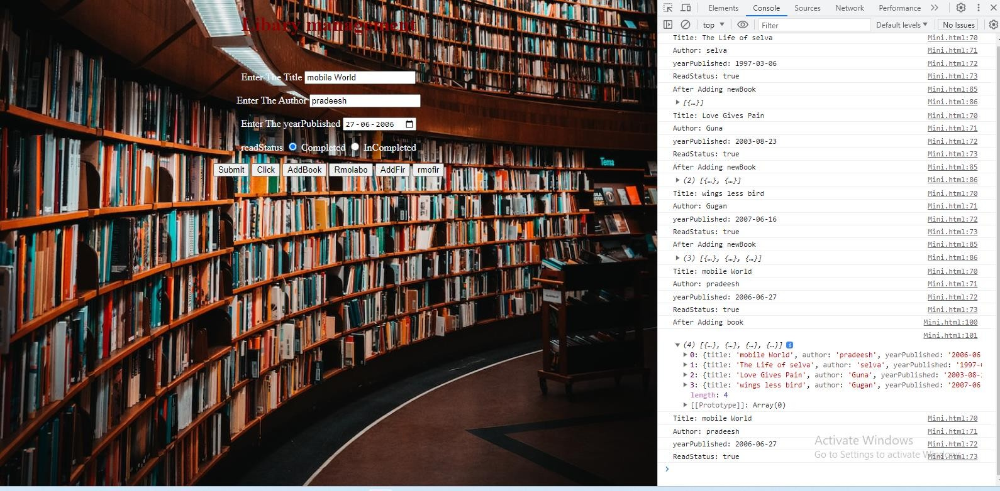 Libary management
Enter The Title mobile World
Enter The Author pradeesh
Enter The yearPublished 27-06-2006
readStatus Completed InCompleted
Submit Click AddBook Rmolabo AddFir rmofir
Tema
Elements Console Sources Network Performance
top Filter Default levels No Issues
Title: The Life of selva Mini.html:70
Author: selva Mini.html:71
yearPublished: 1997-03-06 Mini.html:72
ReadStatus: true Mini.html:73
After Adding newBook Mini.html:85
[{…}] Mini.html:86
Title: Love Gives Pain Mini.html:70
Author: Guna Mini.html:71
yearPublished: 2003-08-23 Mini.html:72
ReadStatus: true Mini.html:73
After Adding newBook Mini.html:85
(2) [{…}, {…}] Mini.html:86
Title: wings less bird Mini.html:70
Author: Gugan Mini.html:71
yearPublished: 2007-06-16 Mini.html:72
ReadStatus: true Mini.html:73
After Adding newBook Mini.html:85
(3) [{…}, {…}, {…}] Mini.html:86
Title: mobile World Mini.html:70
Author: pradeesh Mini.html:71
yearPublished: 2006-06-27 Mini.html:72
ReadStatus: true Mini.html:73
After Adding book Mini.html:100
Mini.html:101
(4) [{…}, {…}, {…}, {…}]
0: {title: 'mobile World', author: 'pradeesh', yearPublished: '2006-06
1: {title: 'The Life of selva', author: 'selva', yearPublished: '1997-
2: {title: 'Love Gives Pain', author: 'Guna', yearPublished: '2003-08-
3: {title: 'wings less bird', author: 'Gugan', yearPublished: '2007-06
length: 4
[[Prototype]]: Array(0)
Title: mobile World Mini.html:70
Author: pradeesh Mini.html:71
yearPublished: 2006-06-27 Mini.html:72
ReadStatus: true Mini.html:73
Activate Windows
Go to Settings to activate Windows.